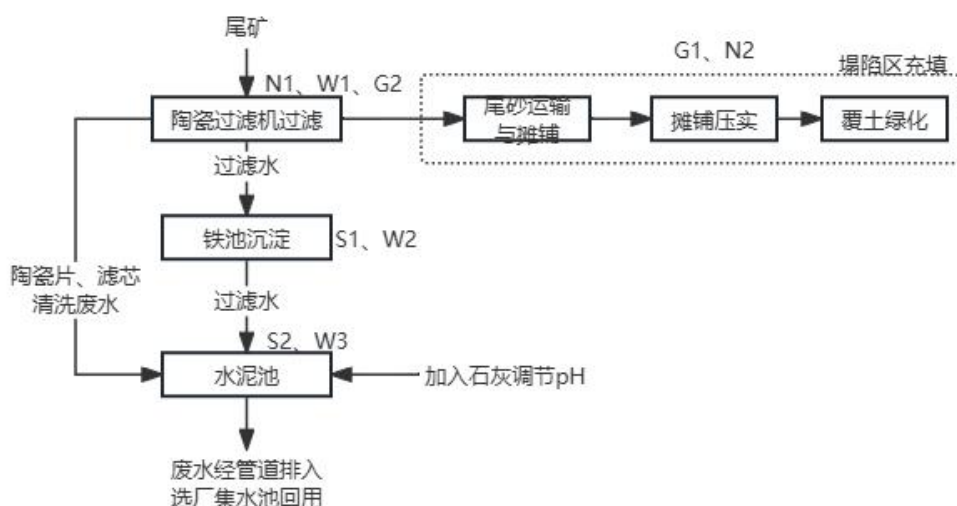 尾矿
G1、N2
塌陷区充填
N1、W1、G2
陶瓷过滤机过滤
尾砂运输
与摊铺
摊铺压实
覆土绿化
过滤水
铁池沉淀
S1、W2
陶瓷片、滤芯
清洗废水
过滤水
S2、W3
水泥池
加入石灰调节pH
废水经管道排入
选厂集水池回用